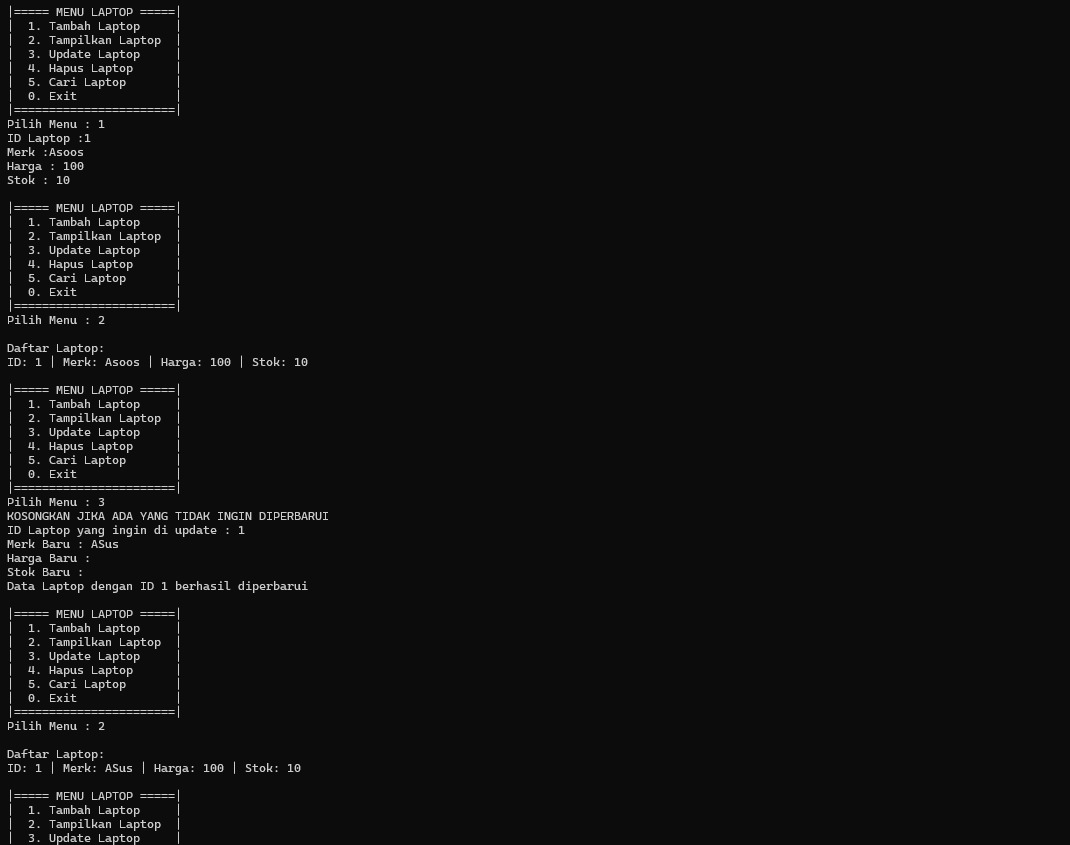 |===== MENU LAPTOP =====|
|  1. Tambah Laptop     |
|  2. Tampilkan Laptop  |
|  3. Update Laptop     |
|  4. Hapus Laptop      |
|  5. Cari Laptop       |
|  0. Exit              |
|=======================|
Pilih Menu : 1
ID Laptop :1
Merk :Asoos
Harga : 100
Stok : 10

|===== MENU LAPTOP =====|
|  1. Tambah Laptop     |
|  2. Tampilkan Laptop  |
|  3. Update Laptop     |
|  4. Hapus Laptop      |
|  5. Cari Laptop       |
|  0. Exit              |
|=======================|
Pilih Menu : 2

Daftar Laptop:
ID: 1 | Merk: Asoos | Harga: 100 | Stok: 10

|===== MENU LAPTOP =====|
|  1. Tambah Laptop     |
|  2. Tampilkan Laptop  |
|  3. Update Laptop     |
|  4. Hapus Laptop      |
|  5. Cari Laptop       |
|  0. Exit              |
|=======================|
Pilih Menu : 3
KOSONGKAN JIKA ADA YANG TIDAK INGIN DIPERBARUI
ID Laptop yang ingin di update : 1
Merk Baru : ASus
Harga Baru :
Stok Baru :
Data Laptop dengan ID 1 berhasil diperbarui

|===== MENU LAPTOP =====|
|  1. Tambah Laptop     |
|  2. Tampilkan Laptop  |
|  3. Update Laptop     |
|  4. Hapus Laptop      |
|  5. Cari Laptop       |
|  0. Exit              |
|=======================|
Pilih Menu : 2

Daftar Laptop:
ID: 1 | Merk: ASus | Harga: 100 | Stok: 10

|===== MENU LAPTOP =====|
|  1. Tambah Laptop     |
|  2. Tampilkan Laptop  |
|  3. Update Laptop     |